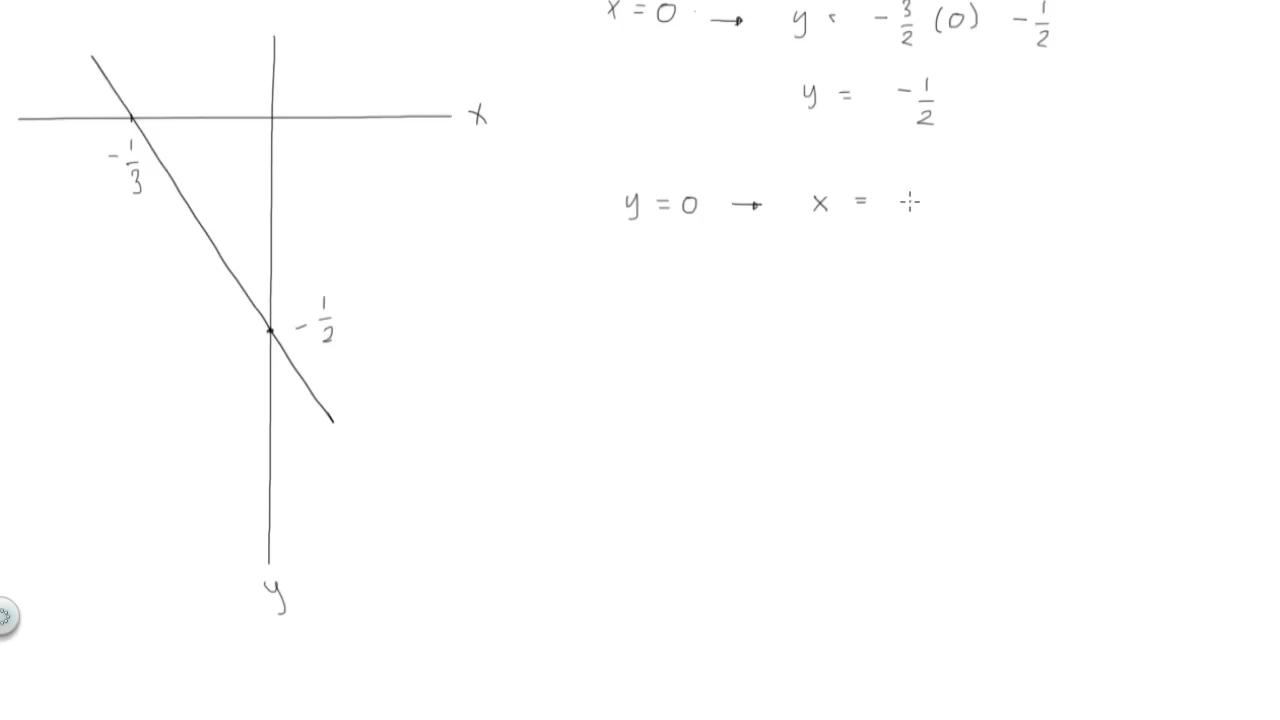 x = 0 → y = -3/2 (0) - 1/2
y = -1/2
x
-1/3
y = 0 → x =
-1/2
y